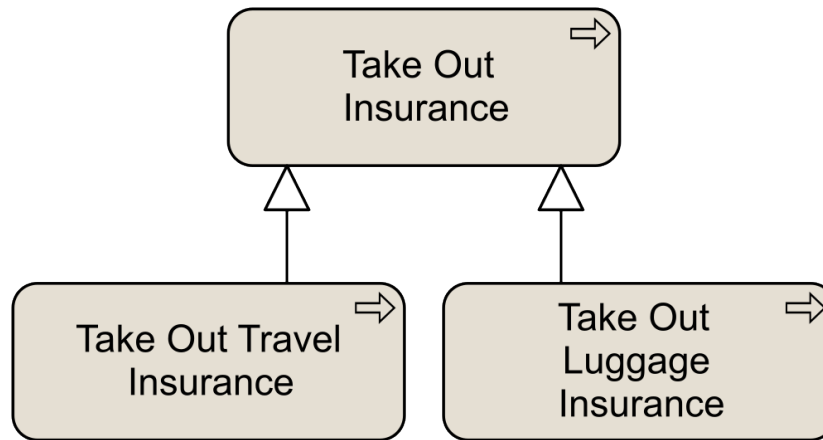 Take Out
Insurance
Take Out Travel
Insurance
Take Out
Luggage
Insurance